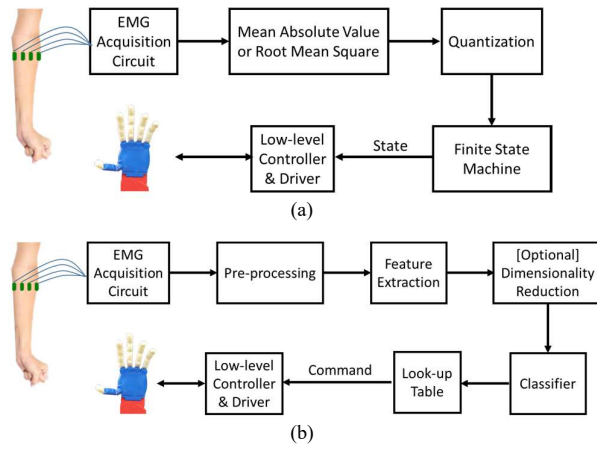 EMG
Acquisition
Circuit
Mean Absolute Value
or Root Mean Square
Quantization
Finite State
Machine
State
Low-level
Controller
& Driver
(a)
EMG
Acquisition
Circuit
Pre-processing
Feature
Extraction
[Optional]
Dimensionality
Reduction
Classifier
Look-up
Table
Command
Low-level
Controller
& Driver
(b)